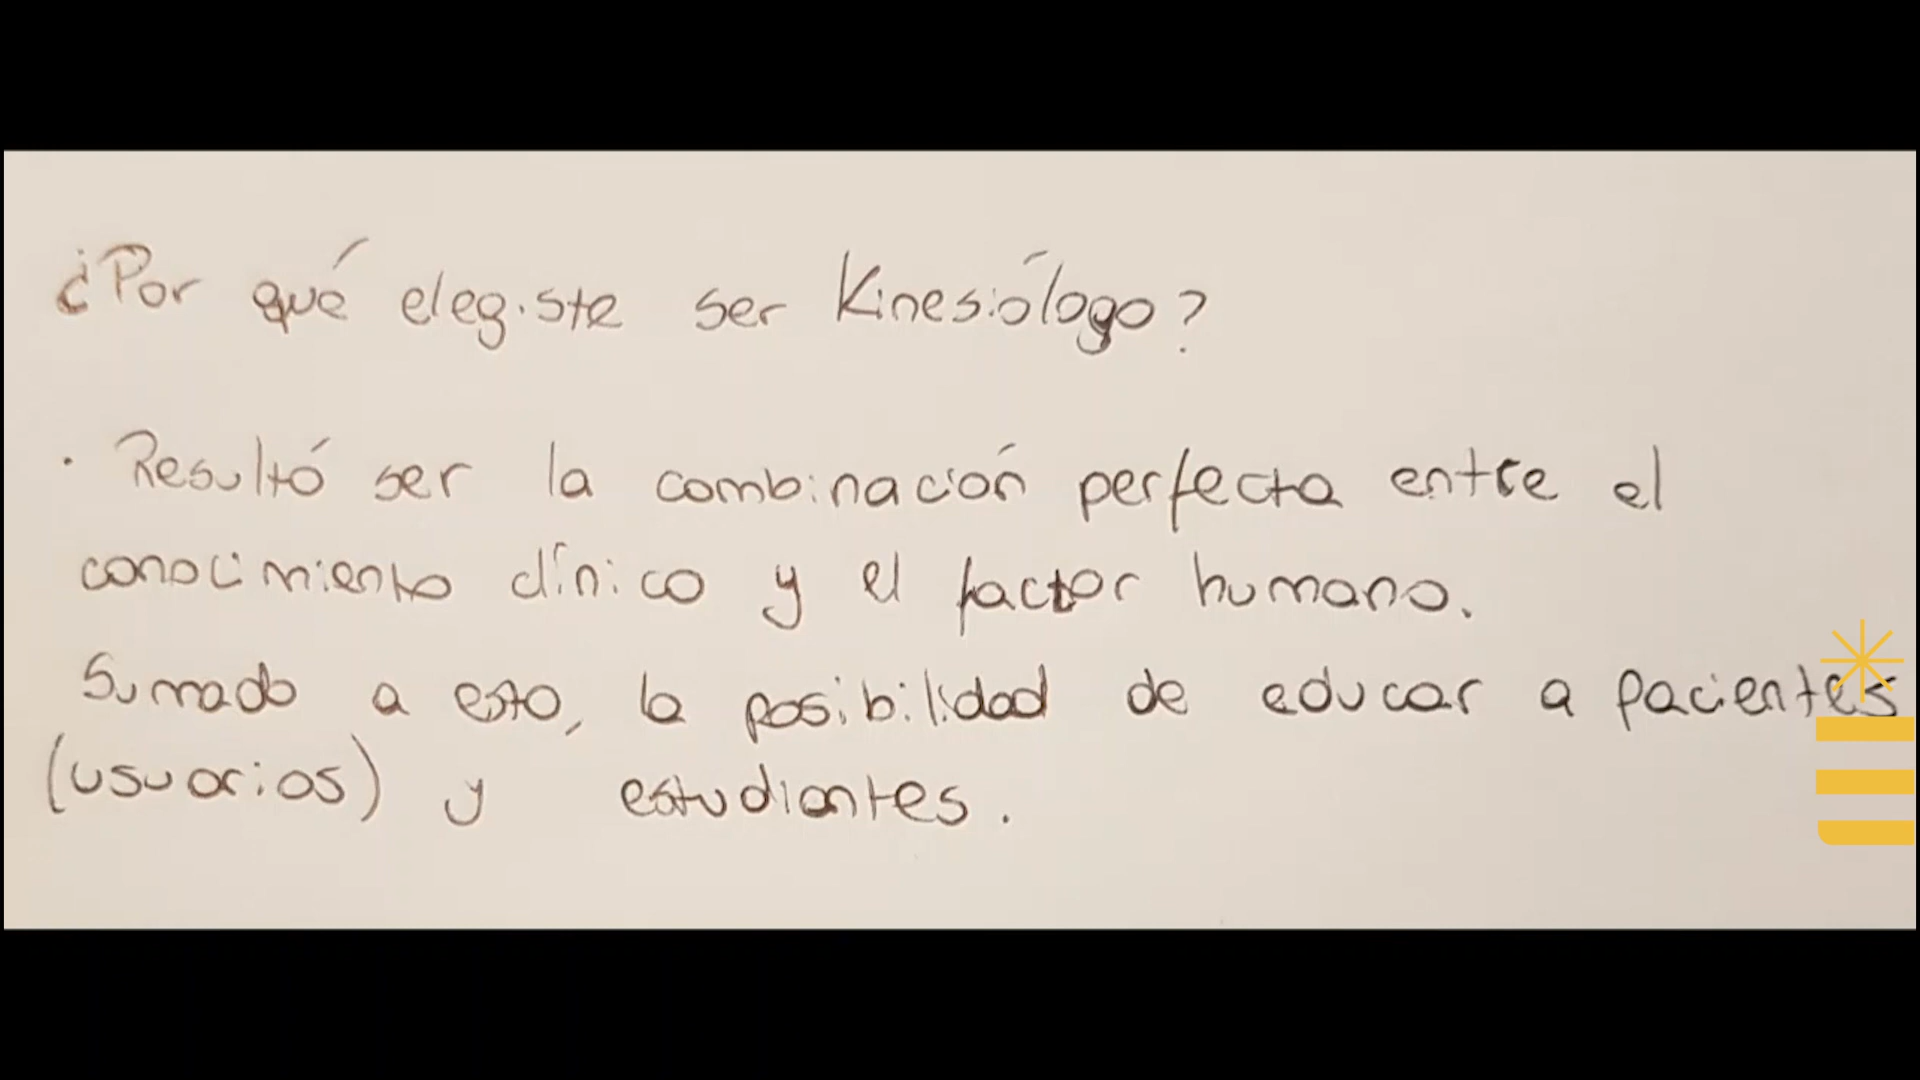 ¿Por qué elegiste ser Kinesiólogo?
· Resultó ser la combinación perfecta entre el
conocimiento clínico y el factor humano.
Sumado a esto, la posibilidad de educar a pacientes
(usuarios) y estudiantes.